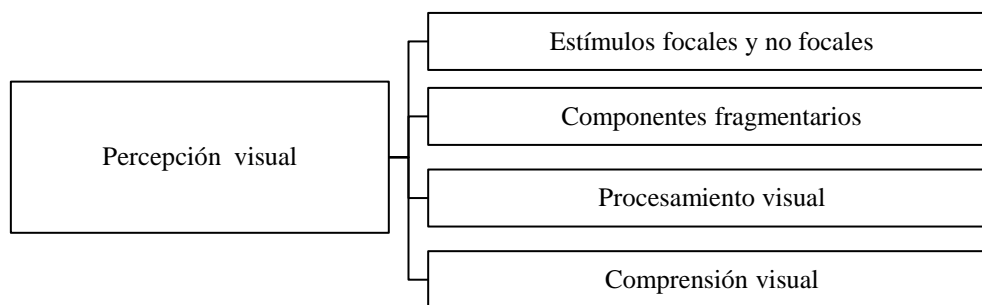 Estímulos focales y no focales
Componentes fragmentarios
Percepción visual
Procesamiento visual
Comprensión visual